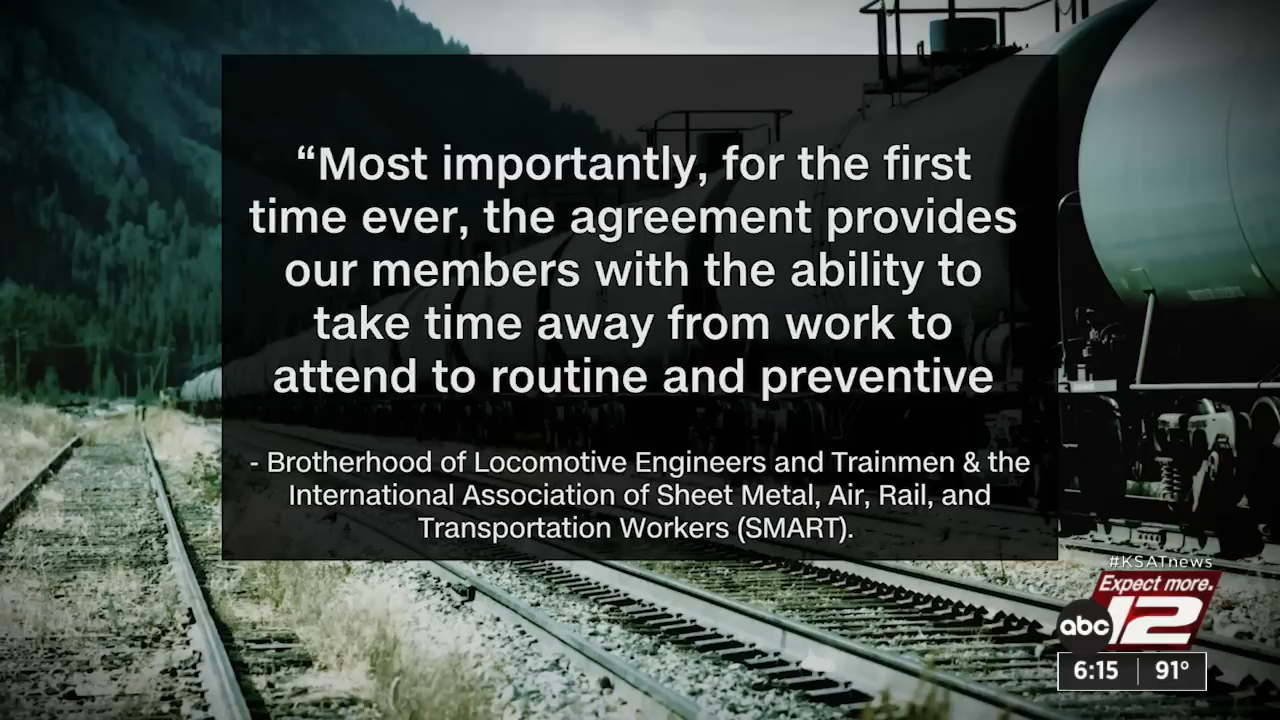 “Most importantly, for the first
time ever, the agreement provides
our members with the ability to
take time away from work to
attend to routine and preventive
- Brotherhood of Locomotive Engineers and Trainmen & the
International Association of Sheet Metal, Air, Rail, and
Transportation Workers (SMART).
#KSATnews
Expect more.
abc 12
6:15 91°